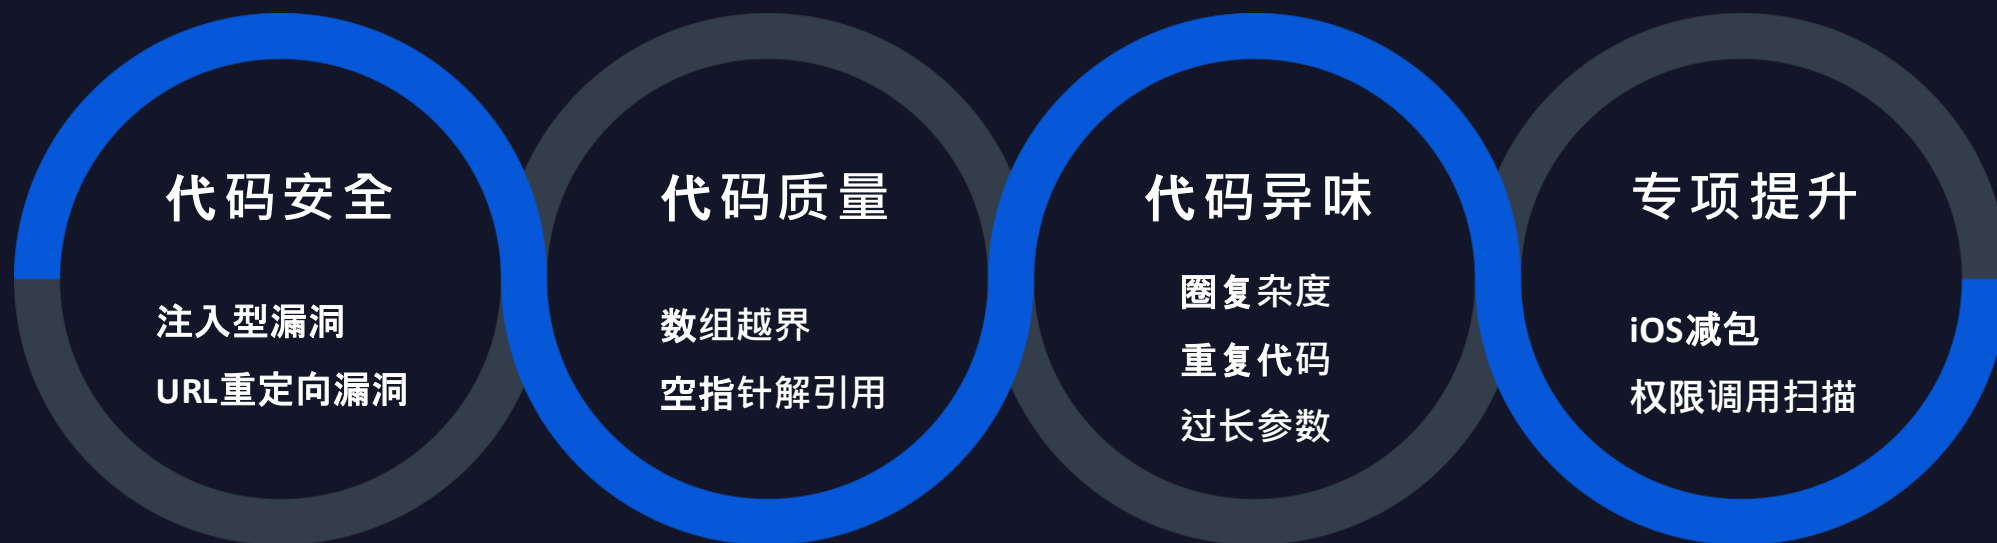 代码安全
注入型漏洞
URL重定向漏洞
代码质量
数组越界
空指针解引用
代码异味
圈复杂度
重复代码
过长参数
专项提升
iOS减包
权限调用扫描